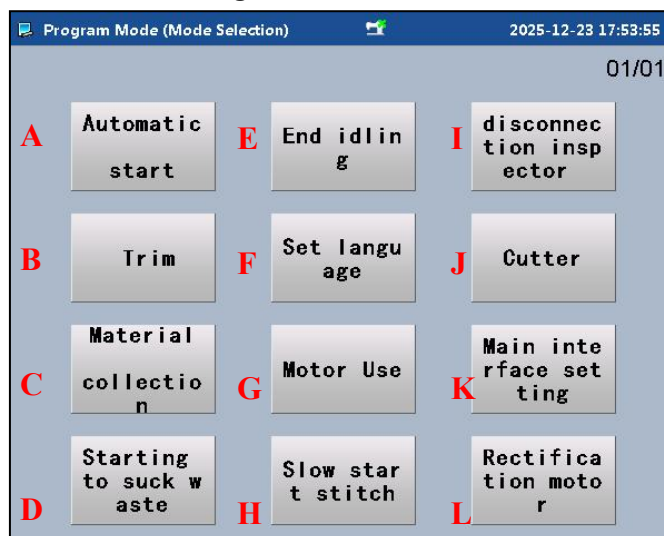 Program Mode (Mode Selection)
2025-12-23 17:53:55
01/01
A
Automatic
start
E
End idlin
g
I
disconnec
tion insp
ector
B
Trim
F
Set langu
age
J
Cutter
C
Material
collectio
n
G
Motor Use
K
Main inte
rface set
ting
D
Starting
to suck w
aste
H
Slow star
t stitch
L
Rectifica
tion moto
r